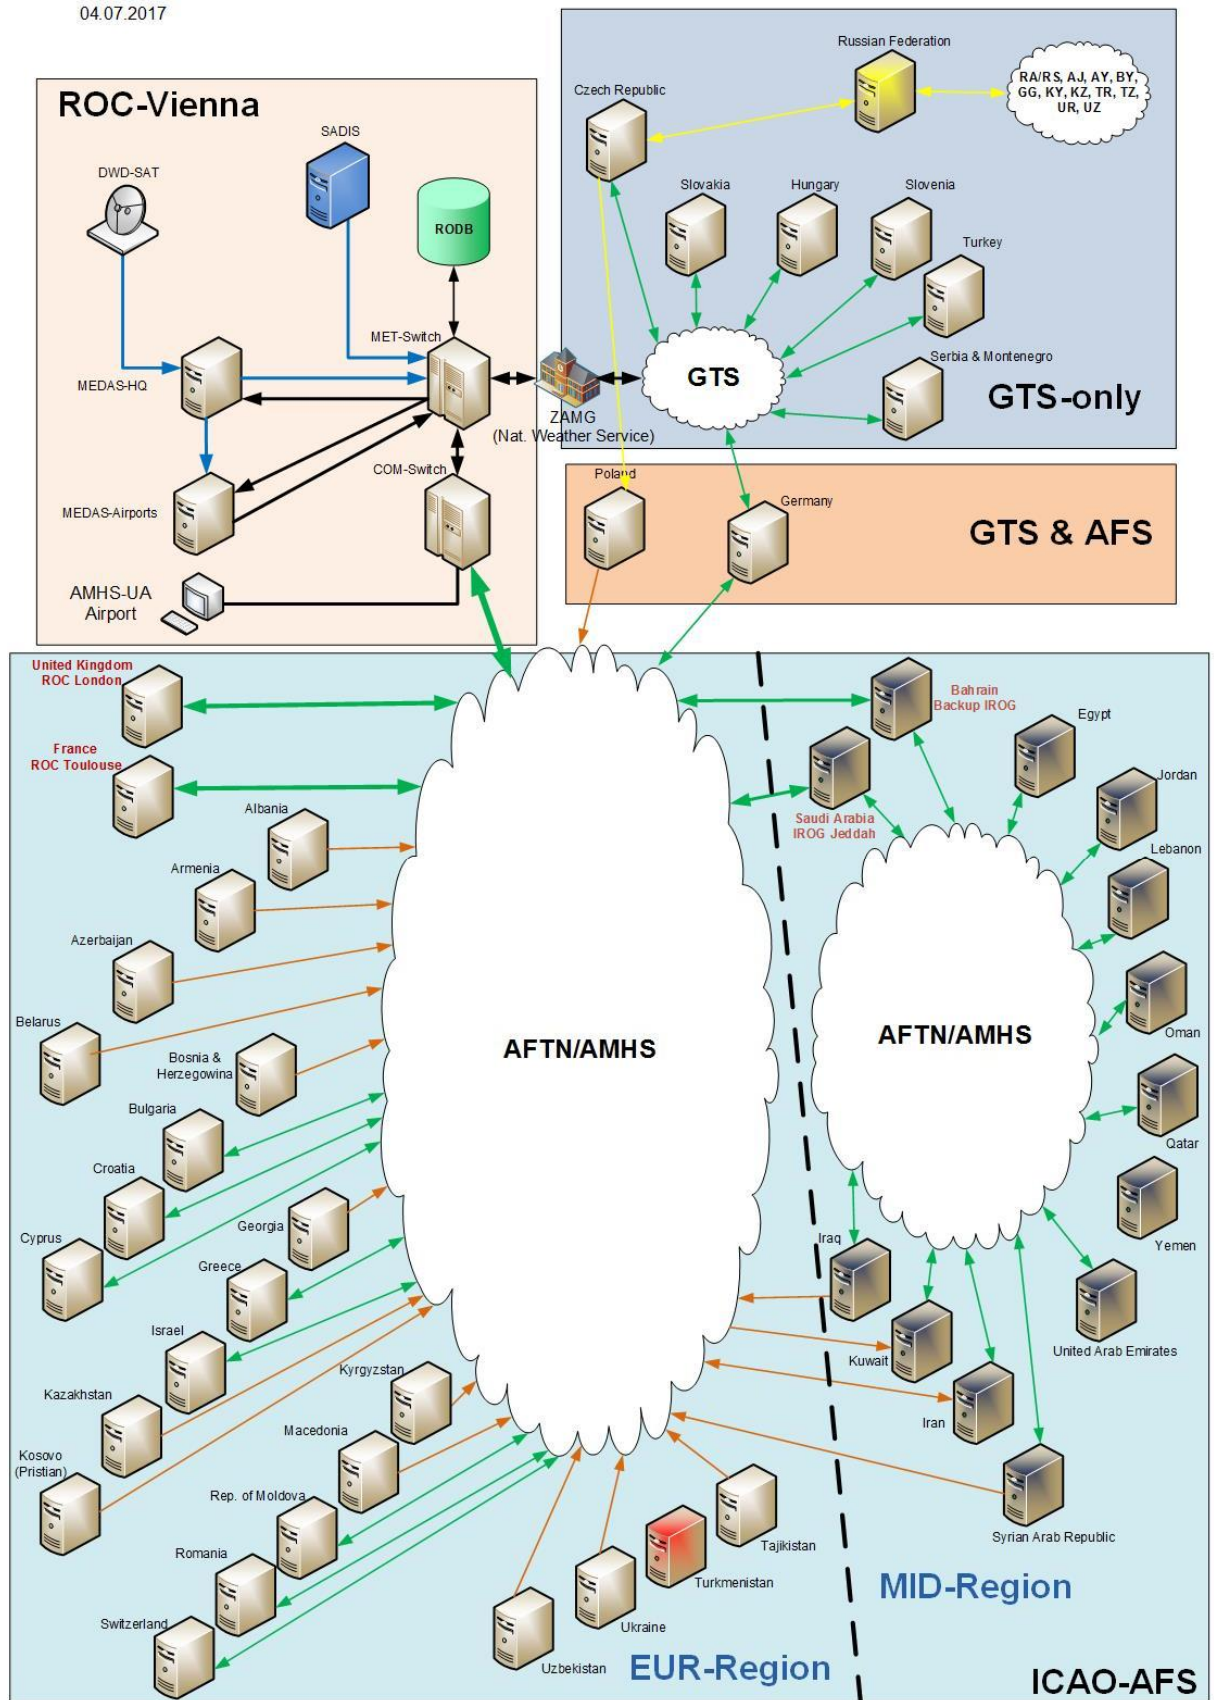 04.07.2017
ROC-Vienna
SADIS
DWD-SAT
RODB
MET-Switch
MEDAS-HQ
ZAMG
(Nat. Weather Service)
COM-Switch
MEDAS-Airports
AMHS-UA
Airport
Russian Federation
Czech Republic
RA/RS, AJ, AY, BY,
GG, KY, KZ, TR, TZ,
UR, UZ
Slovakia
Hungary
Slovenia
Turkey
Serbia & Montenegro
GTS
GTS-only
Poland
Germany
GTS & AFS
United Kingdom
ROC London
France
ROC Toulouse
Albania
Armenia
Azerbaijan
Belarus
Bosnia &
Herzegowina
Bulgaria
Croatia
Cyprus
Georgia
Greece
Israel
Kazakhstan
Kosovo
(Pristian)
Kyrgyzstan
Macedonia
Rep. of Moldova
Romania
Switzerland
AFTN/AMHS
Uzbekistan
Ukraine
Turkmenistan
Tajikistan
EUR-Region
Bahrain
Backup IROG
Saudi Arabia
IROG Jeddah
Egypt
Jordan
Lebanon
Oman
Qatar
Yemen
United Arab Emirates
AFTN/AMHS
Iraq
Kuwait
Iran
Syrian Arab Republic
MID-Region
ICAO-AFS